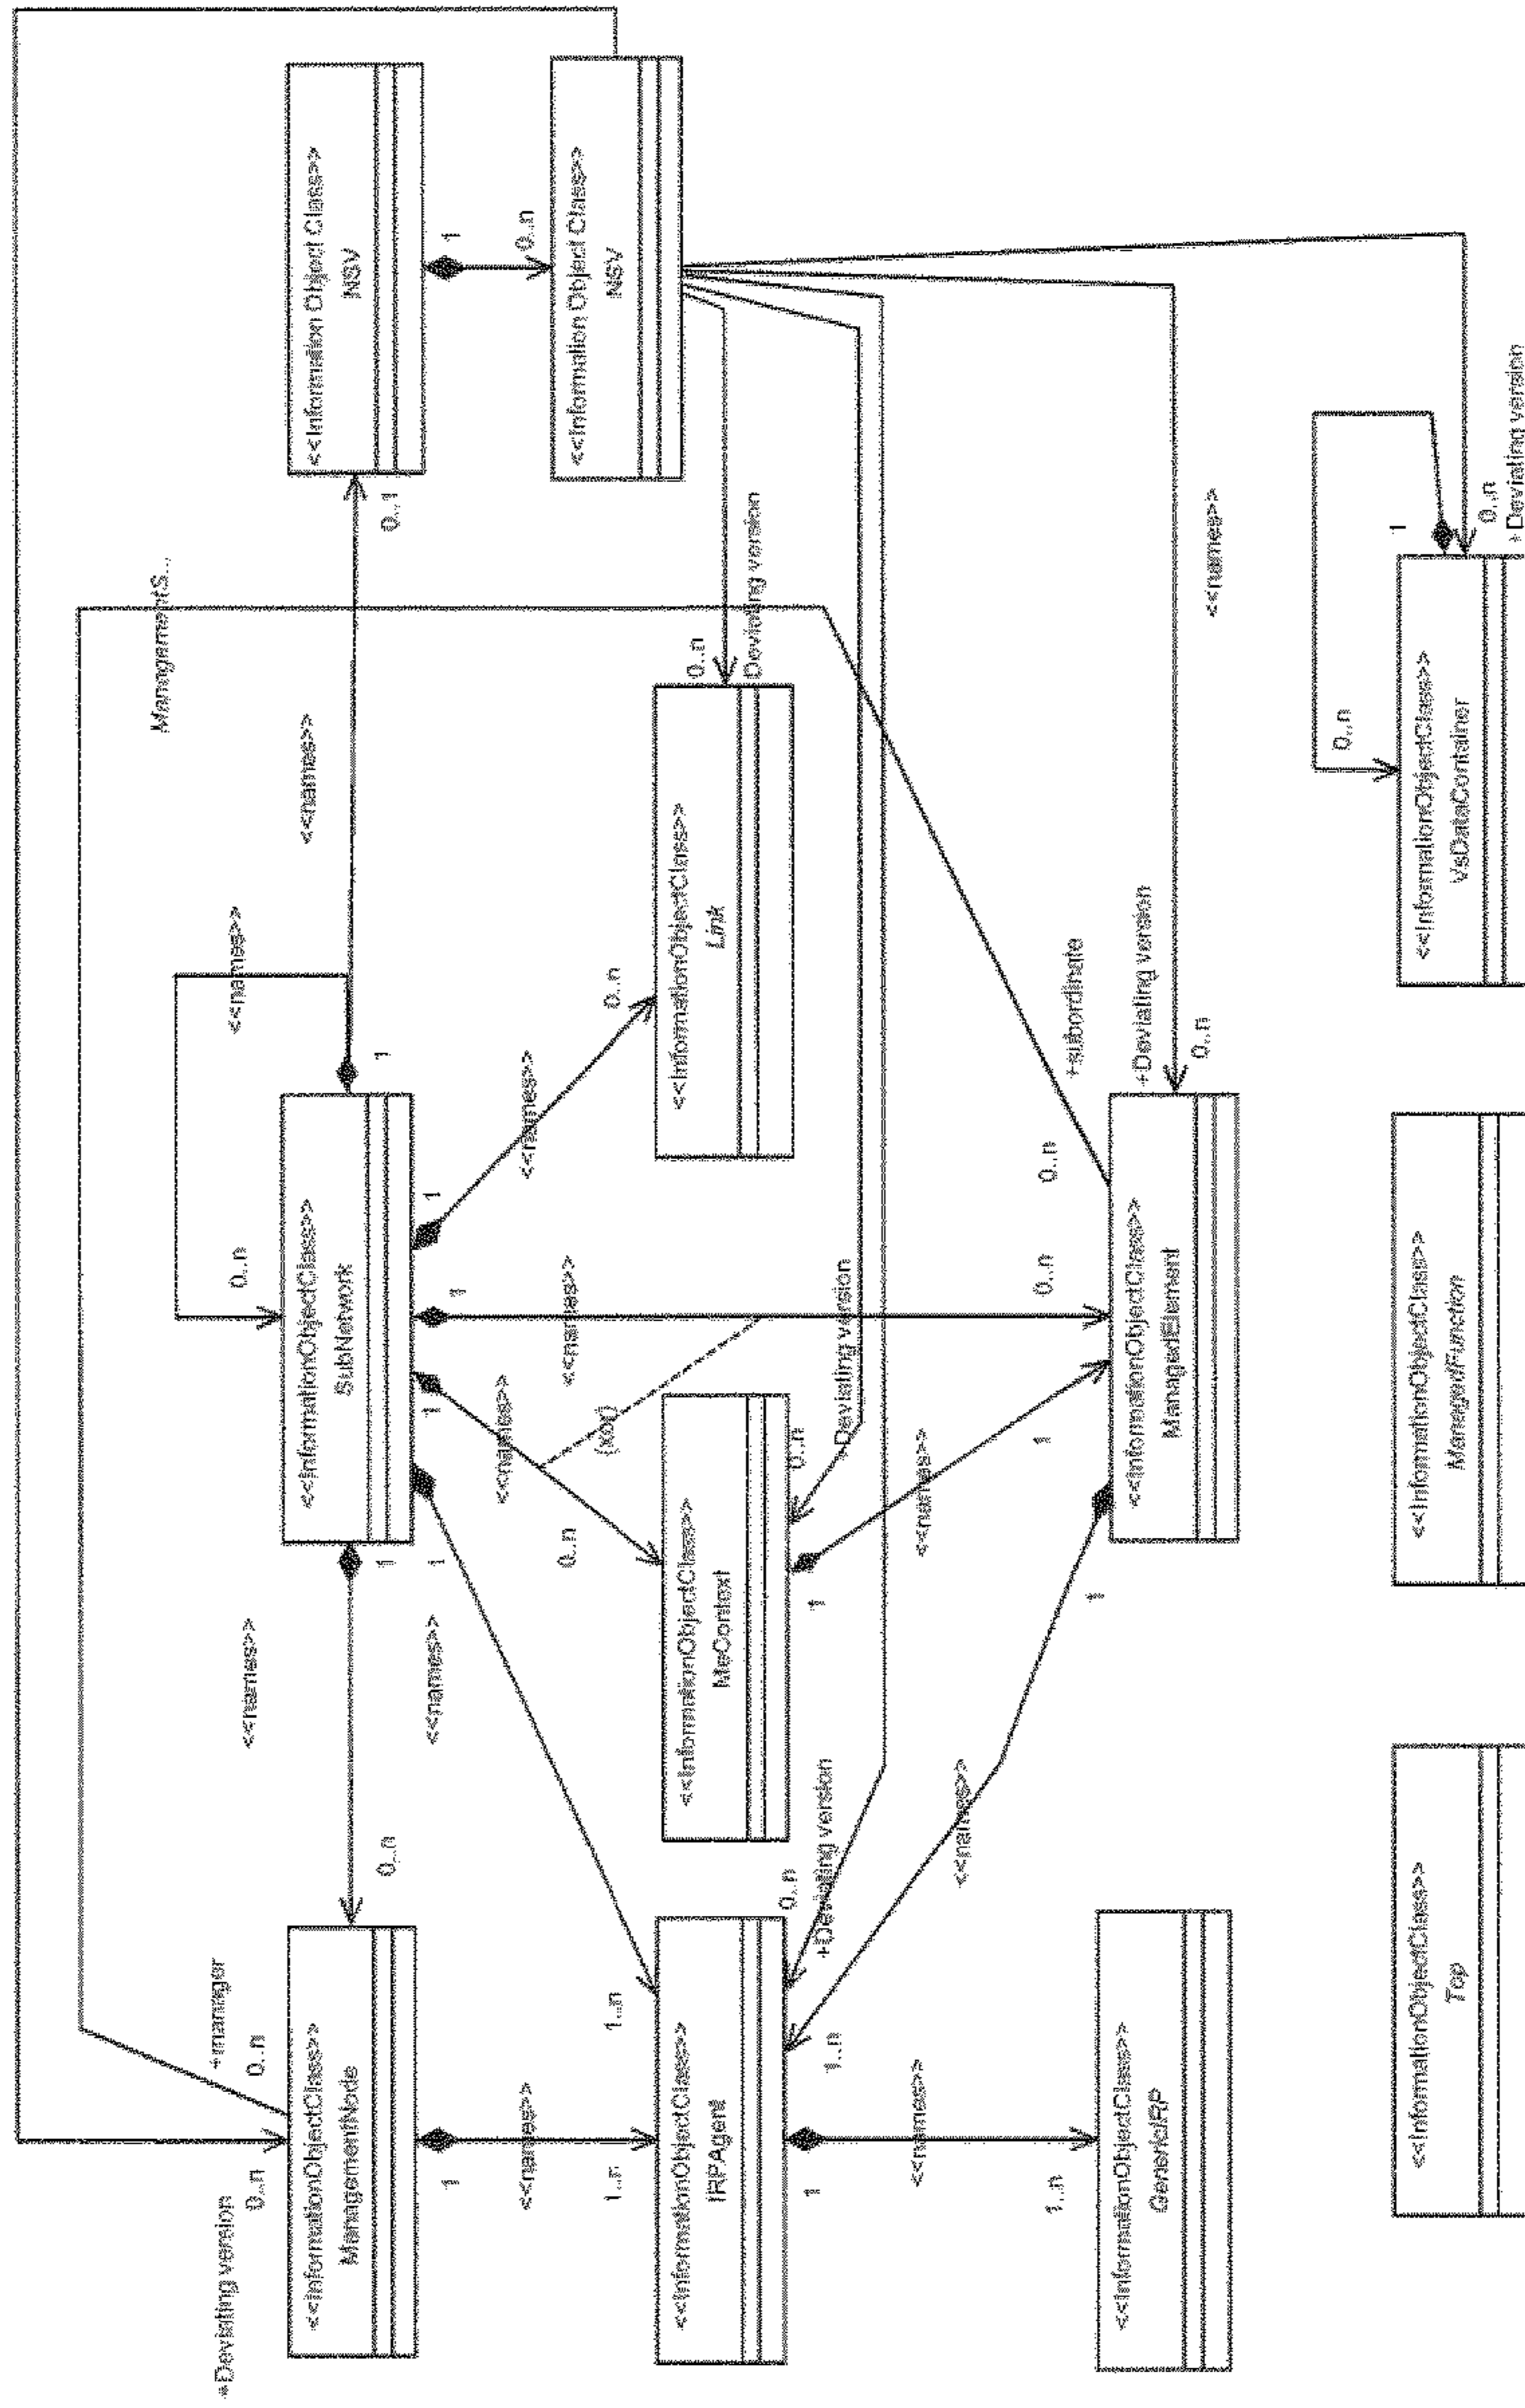 ManagementS...
+Deviating version
0..n
+manager
0..n
<<names>>
0..n
<<names>>
<<names>>
<<InformationObjectClass>>
ManagementNode
<<InformationObjectClass>>
SubNetwork
<<Information Object Class>>
NSV
0..n
1
1
0..1
1
1
<<names>>
1
1
1
1
<<names>>
<<names>>
<<names>>
<<names>>
0..n
<<Information Object Class>>
NSV
1..n
1..n
0..n
{xor}
0..n
<<InformationObjectClass>>
IRPAgent
<<InformationObjectClass>>
MeContext
<<InformationObjectClass>>
Link
0..n
Deviating version
0..n
+Deviating version
0..n
+Deviating version
1
1..n
1
<<names>>
<<names>>
<<names>>
1..n
1
0..n
0..n
+subordinate
1
<<InformationObjectClass>>
GenericIRP
<<InformationObjectClass>>
ManagedElement
+Deviating version
0..n
<<names>>
0..n
1
<<InformationObjectClass>>
Top
<<InformationObjectClass>>
ManagedFunction
<<InformationObjectClass>>
VsDataContainer
0..n
+Deviating version